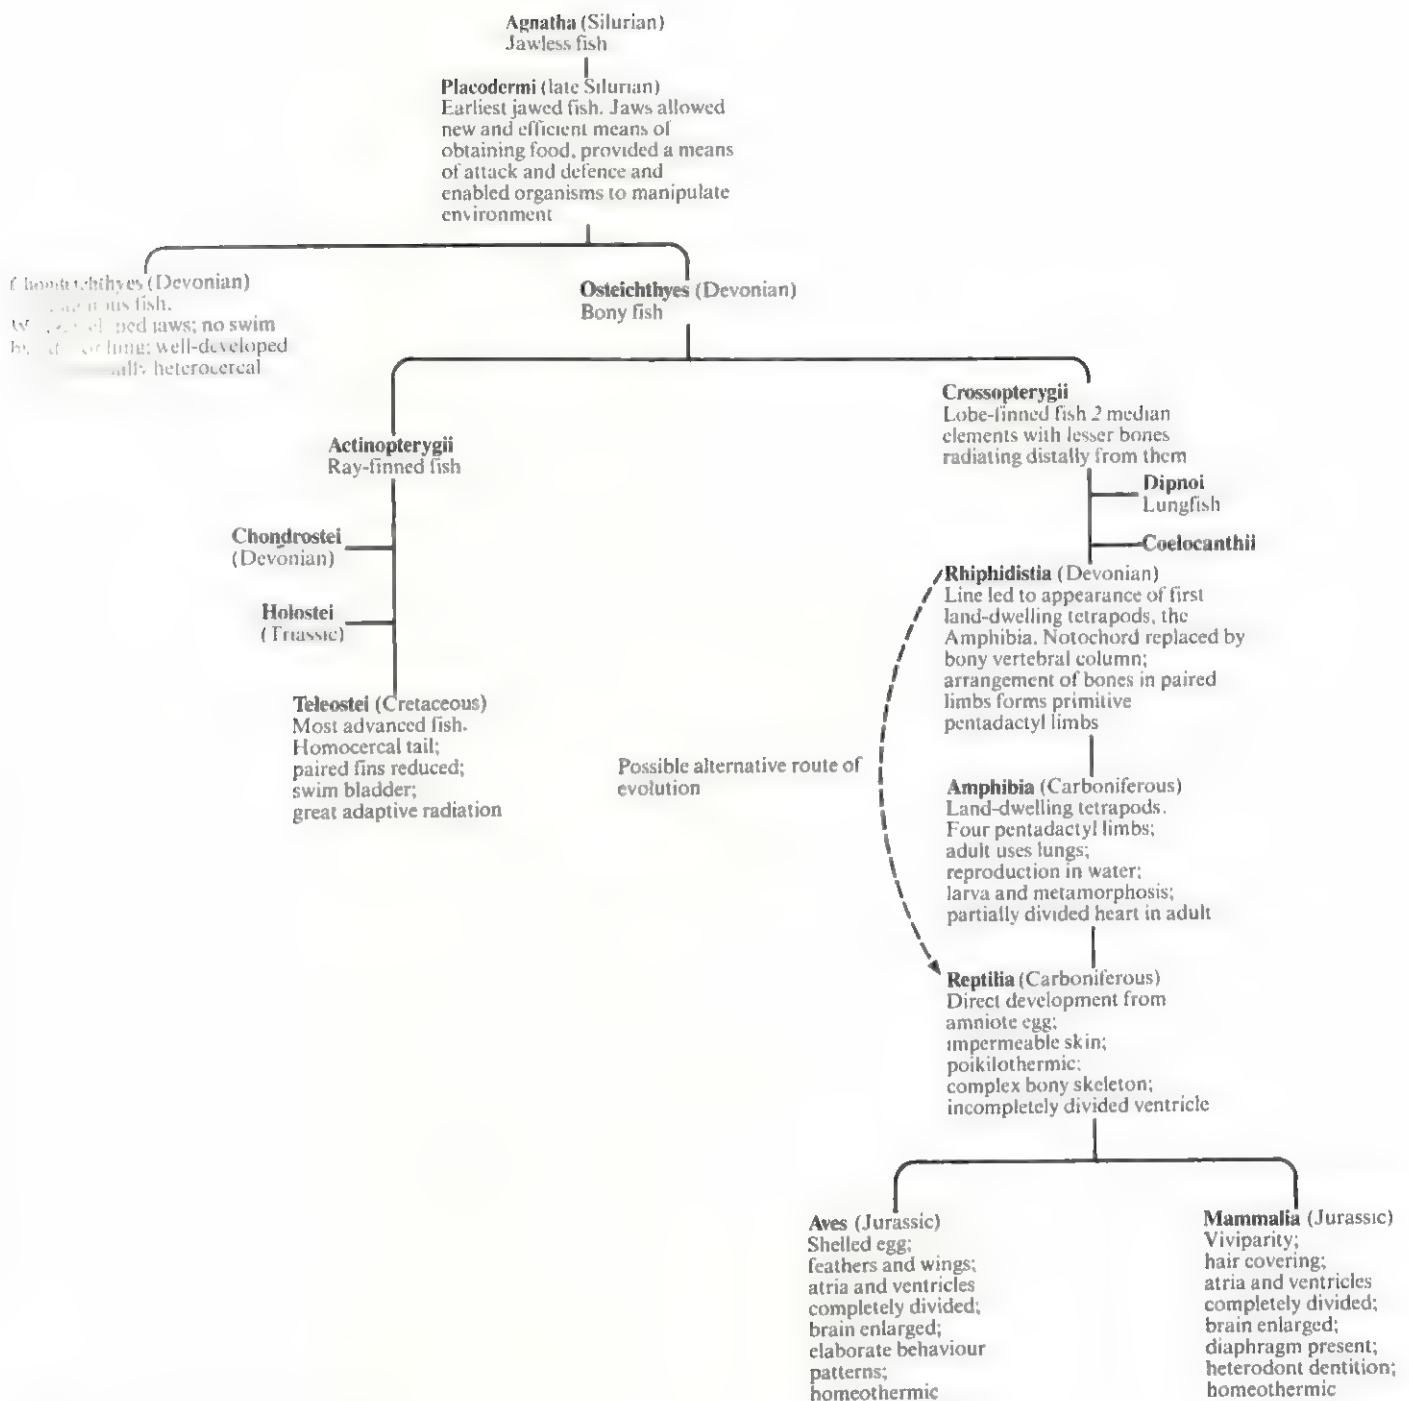 Agnatha (Silurian)
Jawless fish
Placodermi (late Silurian)
Earliest jawed fish. Jaws allowed
new and efficient means of
obtaining food, provided a means
of attack and defence and
enabled organisms to manipulate
environment
(Devonian)
fish.
jaws; no swim
lung; well-developed
heterocercal
Osteichthyes (Devonian)
Bony fish
Actinopterygii
Ray-finned fish
Chondrostei
(Devonian)
Holostei
(Triassic)
Teleostei (Cretaceous)
Most advanced fish.
Homocercal tail;
paired fins reduced;
swim bladder;
great adaptive radiation
Crossopterygii
Lobe-finned fish 2 median
elements with lesser bones
radiating distally from them
Dipnoi
Lungfish
Coelocanthii
Rhiphidistia (Devonian)
Line led to appearance of first
land-dwelling tetrapods, the
Amphibia. Notochord replaced by
bony vertebral column;
arrangement of bones in paired
limbs forms primitive
pentadactyl limbs
Possible alternative route of
evolution
Amphibia (Carboniferous)
Land-dwelling tetrapods.
Four pentadactyl limbs;
adult uses lungs;
reproduction in water;
larva and metamorphosis;
partially divided heart in adult
Reptilia (Carboniferous)
Direct development from
amniote egg;
impermeable skin;
poikilothermic;
complex bony skeleton;
incompletely divided ventricle
Aves (Jurassic)
Shelled egg;
feathers and wings;
atria and ventricles
completely divided;
brain enlarged;
elaborate behaviour
patterns;
homeothermic
Mammalia (Jurassic)
Viviparity;
hair covering;
atria and ventricles
completely divided;
brain enlarged;
diaphragm present;
heterodont dentition;
homeothermic